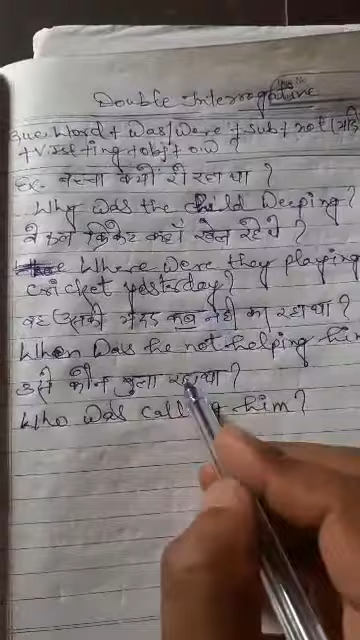 Double Interrogative
Que Word + was/were + sub + not (यदि
+ V1st + ing + obj + ow ?
Ex. बच्चा क्यों रो रहा था ?
Why was the child weeping ?
वे कल क्रिकेट कहाँ खेल रहे थे ?
Where were they playing
cricket yesterday ?
वह उसकी मदद कब नहीं कर रहा था ?
When was he not helping him
उसे कौन बुला रहा था ?
Who was calling him ?